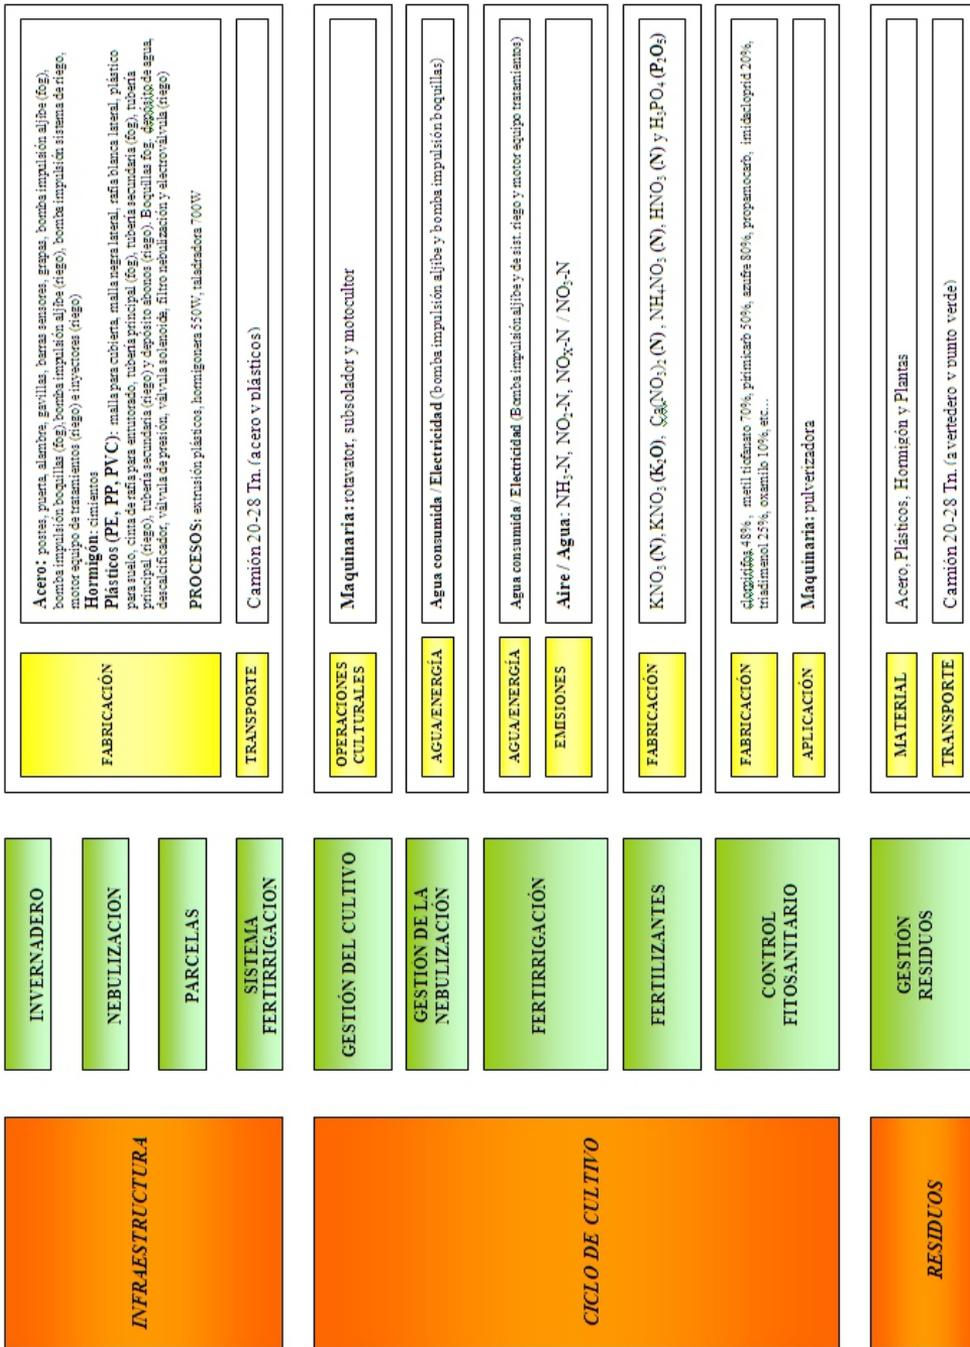 INFRAESTRUCTURA
INVERNADERO
NEBULIZACION
PARCELAS
SISTEMA
FERTIRRIGACION
FABRICACIÓN
Acero: postes, puerta, alambre, gavillas, barras sensores, grapas, bomba impulsión aljibe (fog),
bomba impulsión boquillas (fog), bomba impulsión aljibe (riego), bomba impulsión sistema de riego,
motor equipo de tratamientos (riego) e inyectores (riego)
Hormigón: cimientos
Plásticos (PE, PP, PVC): malla para cubierta, malla negra lateral, rafia blanca lateral, plástico
para suelo, cinta de rafia para entutorado, tubería principal (fog), tubería secundaria (fog), tubería
principal (riego), tubería secundaria (riego) y depósito abonos (riego). Boquillas fog, depósito de agua,
descalcificador, válvula de presión, válvula solenoide, filtro nebulización y electroválvula (riego)
PROCESOS: extrusión plásticos, hormigonera 550W, taladradora 700W
TRANSPORTE
Camión 20-28 Tn. (acero y plásticos)
CICLO DE CULTIVO
GESTIÓN DEL CULTIVO
OPERACIONES
CULTURALES
Maquinaria: rotavator, subsolador y motocultor
GESTION DE LA
NEBULIZACIÓN
AGUA/ENERGÍA
Agua consumida / Electricidad (bomba impulsión aljibe y bomba impulsión boquillas)
FERTIRRIGACIÓN
AGUA/ENERGÍA
Agua consumida / Electricidad (Bomba impulsión aljibe y de sist. riego y motor equipo tratamientos)
EMISIONES
Aire / Agua: NH₃-N, NO₂-N, NOₓ-N / NO₃-N
FERTILIZANTES
FABRICACIÓN
KNO₃ (N), KNO₃ (K₂O), Ca(NO₃)₂ (N), NH₄NO₃ (N), HNO₃ (N) y H₃PO₄ (P₂O₅)
CONTROL
FITOSANITARIO
FABRICACIÓN
48%, metil tiofanato 70%, pirimicarb 50%, azufre 80%, propamocarb, imidacloprid 20%,
triadimenol 25%, oxamilo 10%, etc...
APLICACIÓN
Maquinaria: pulverizadora
RESIDUOS
GESTIÓN
RESIDUOS
MATERIAL
Acero, Plásticos, Hormigón y Plantas
TRANSPORTE
Camión 20-28 Tn. (a vertedero y punto verde)